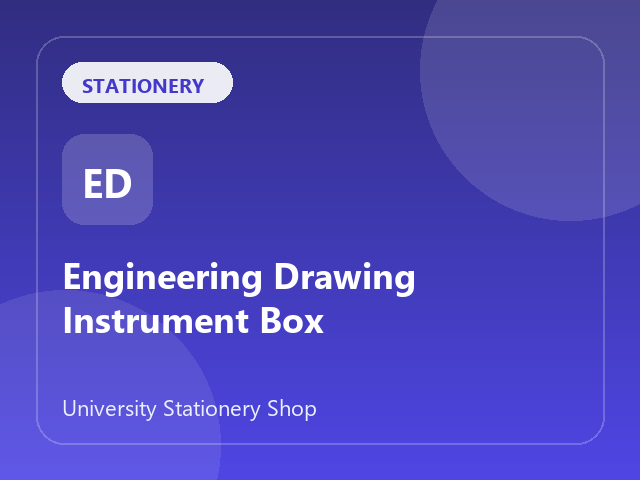 STATIONERY
ED
Engineering Drawing
Instrument Box
University Stationery Shop